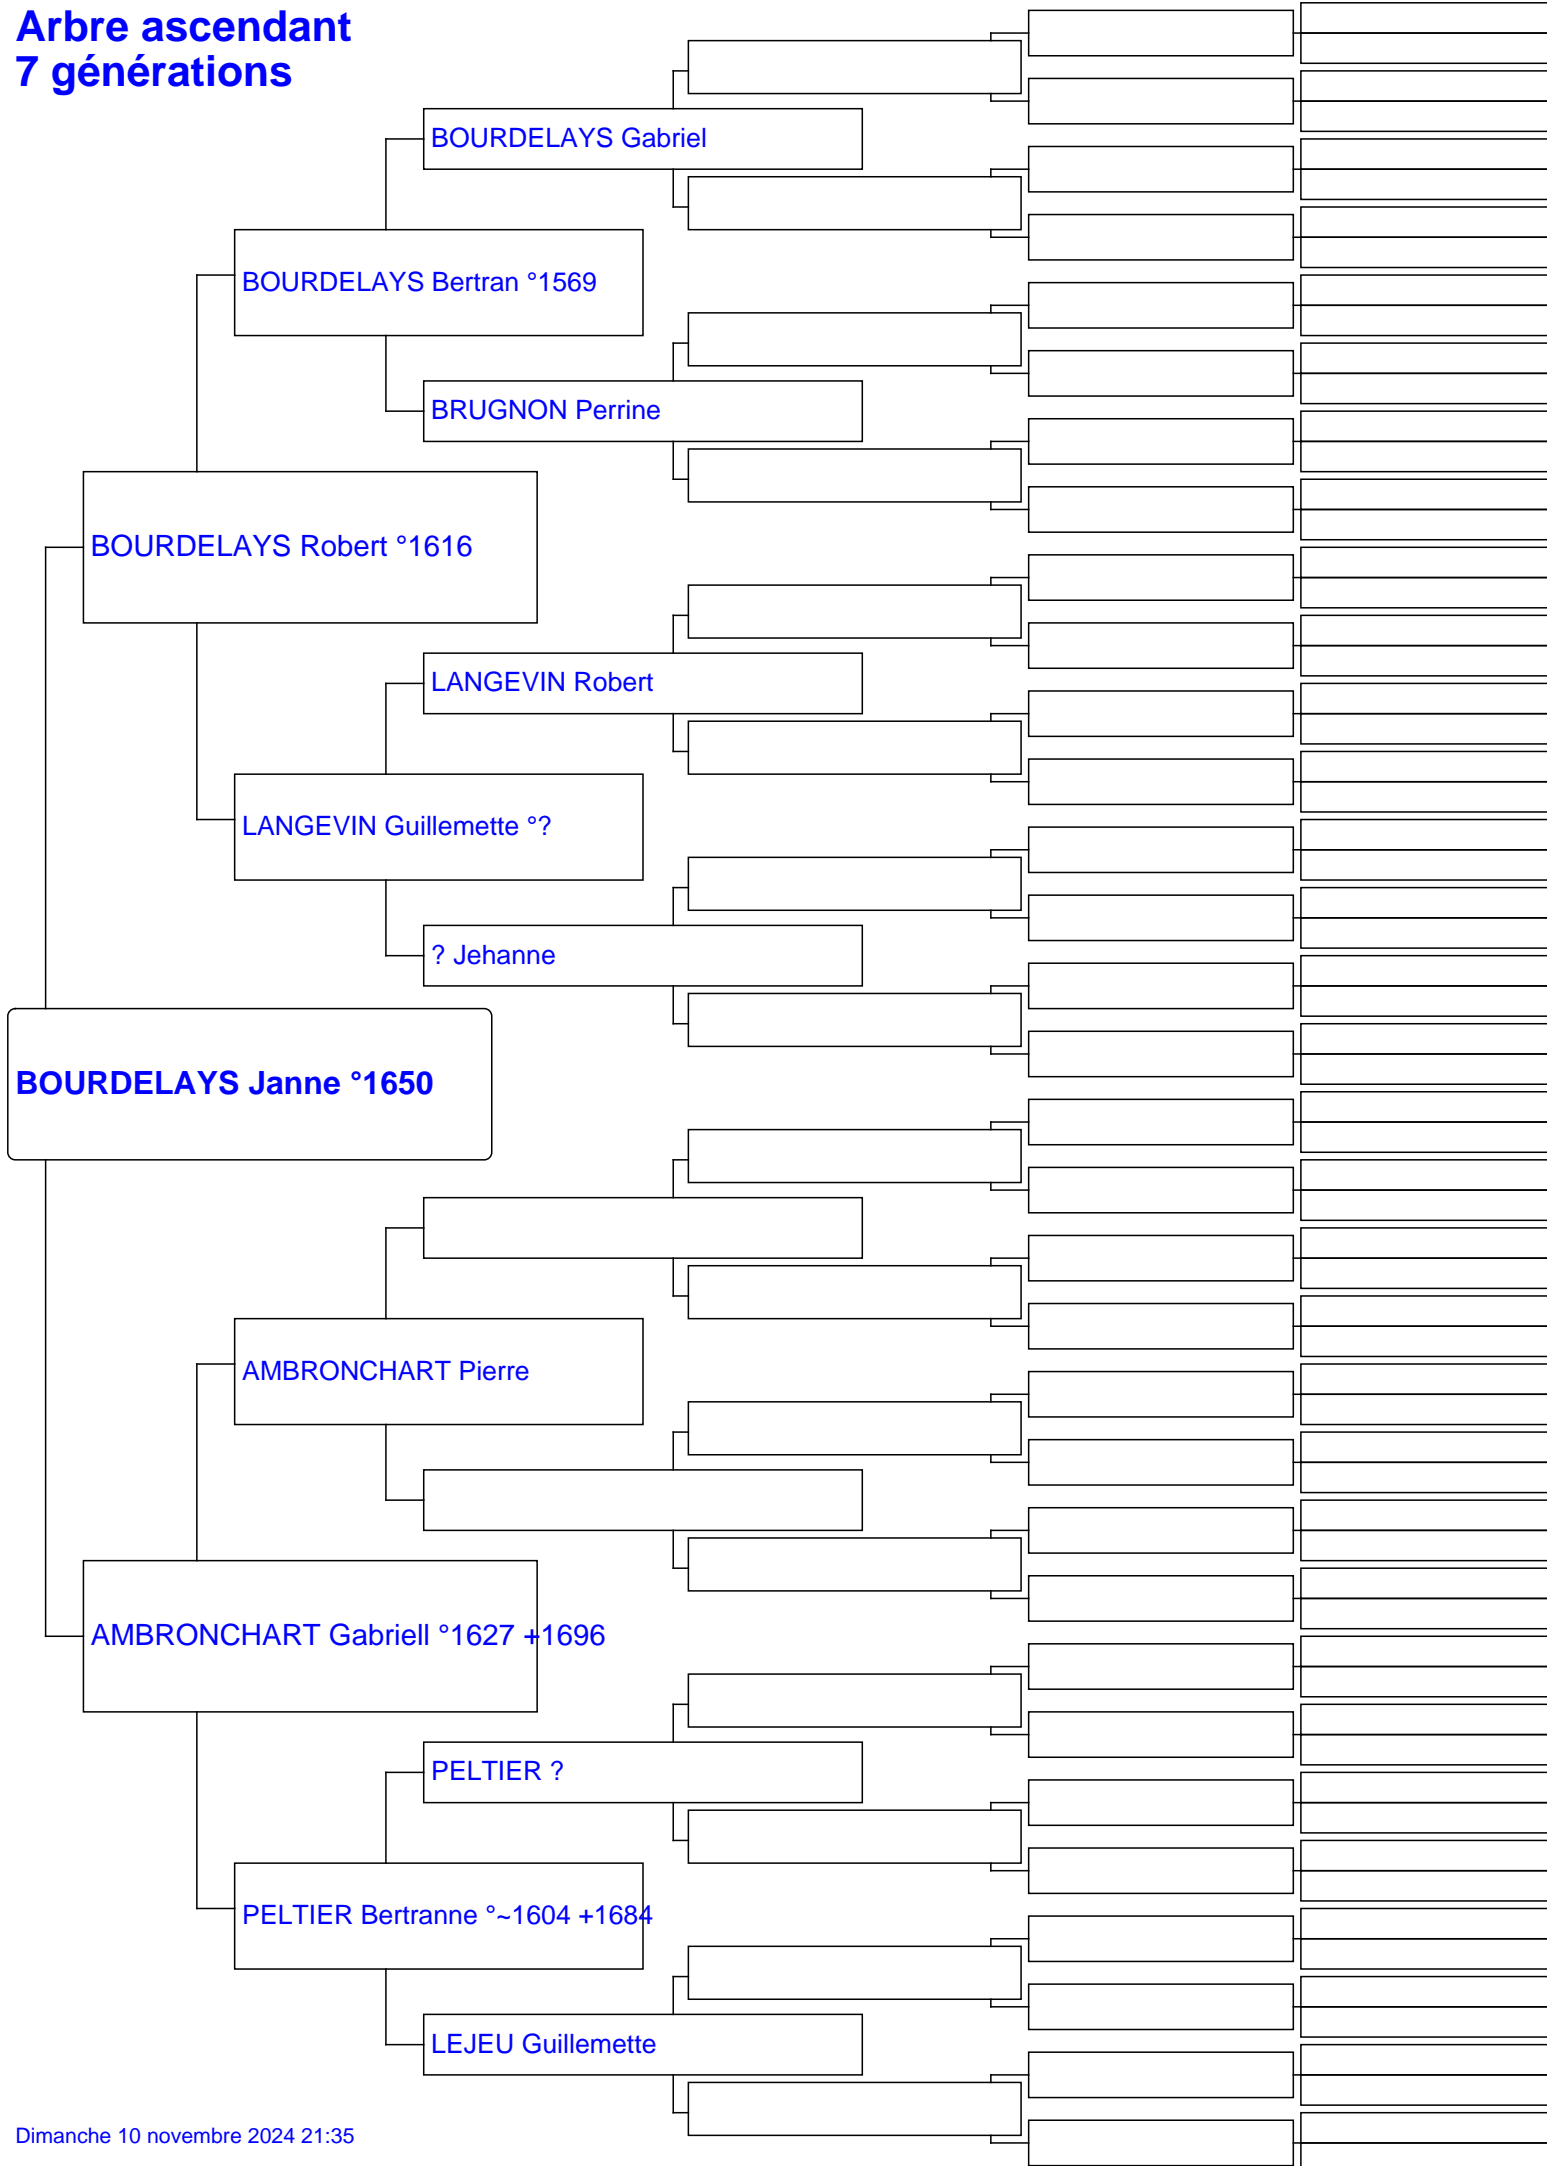 Arbre ascendant
7 générations
BOURDELAYS Gabriel
BOURDELAYS Bertran °1569
BRUGNON Perrine
BOURDELAYS Robert °1616
LANGEVIN Robert
LANGEVIN Guillemette °?
? Jehanne
BOURDELAYS Janne °1650
AMBRONCHART Pierre
AMBRONCHART Gabriell °1627 +1696
PELTIER ?
PELTIER Bertranne °~1604 +1684
LEJEU Guillemette
Dimanche 10 novembre 2024 21:35